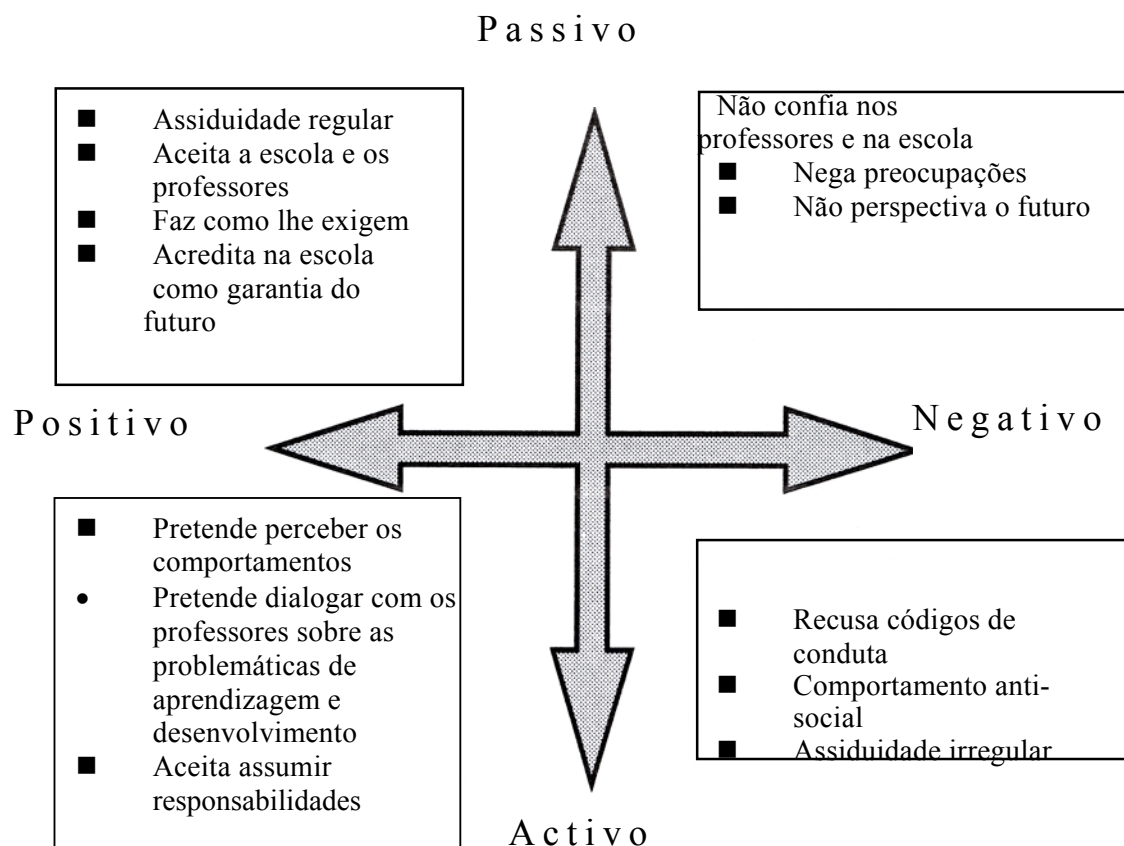 Passivo
■ Assiduidade regular
■ Aceita a escola e os
professores
■ Faz como lhe exigem
■ Acredita na escola
como garantia do
futuro
Não confia nos
professores e na escola
■ Nega preocupações
■ Não perspectiva o futuro
Positivo
Negativo
■ Pretende perceber os
comportamentos
• Pretende dialogar com os
professores sobre as
problemáticas de
aprendizagem e
desenvolvimento
■ Aceita assumir
responsabilidades
■ Recusa códigos de
conduta
■ Comportamento anti-
social
■ Assiduidade irregular
Activo